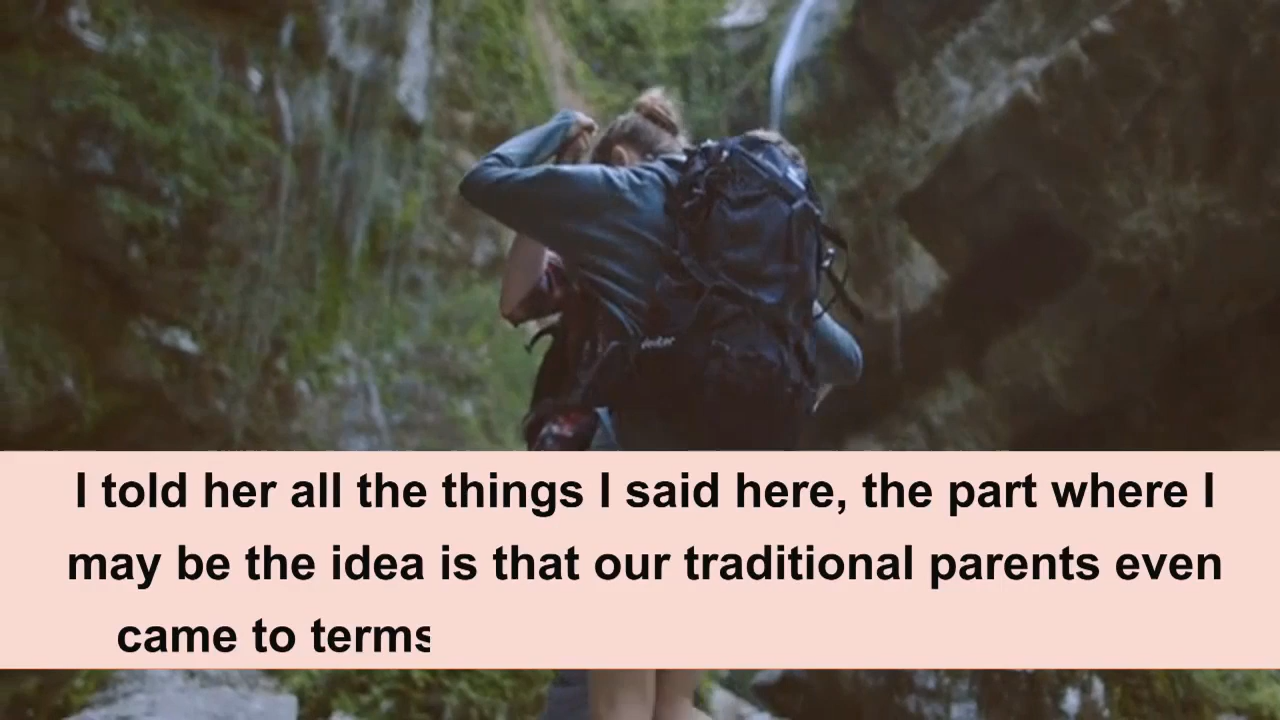 I told her all the things I said here, the part where I
may be the idea is that our traditional parents even
came to terms